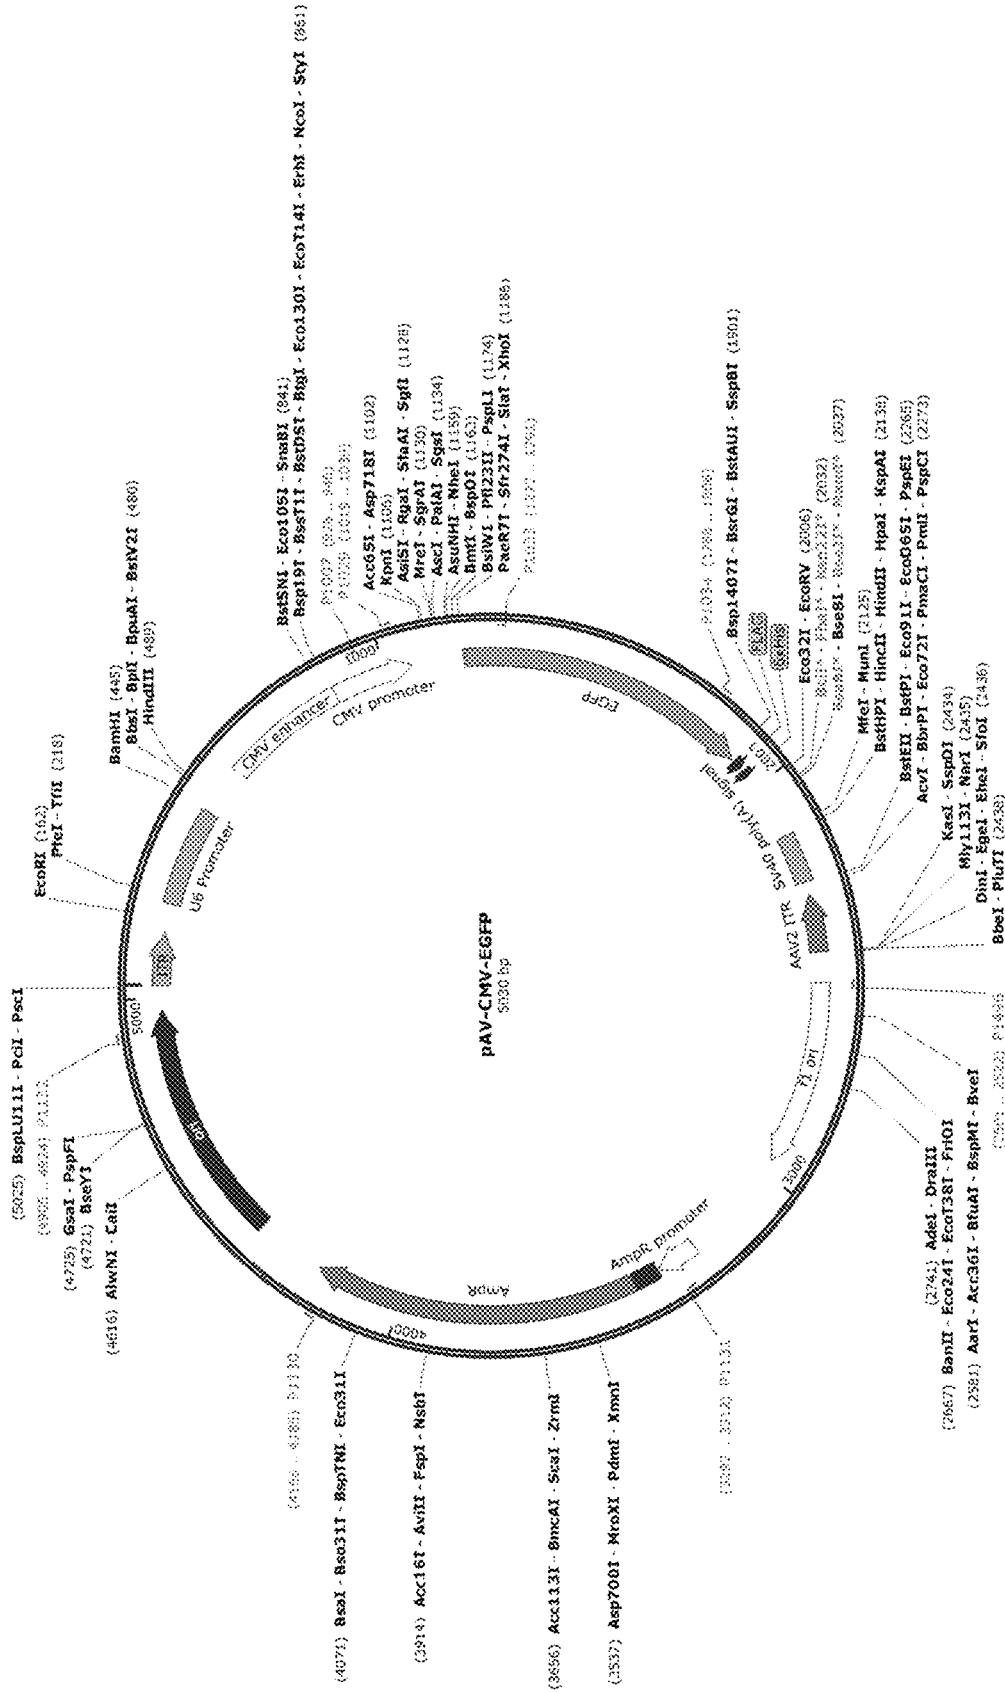 (5025) BspLU11I - PciI - PscI
(4725) GsaI - PspFI
(4721) BseYI
(4616) AlwNI - CaiI
EcoRI (162)
PfeI - TfiI (218)
BamHI (445)
BbsI - BpiI - BpuAI - BstV2I (480)
HindIII (489)
BstSNI - Eco105I - SnaBI (841)
Bsp19I - BssT1I - BstDSI - BtgI - Eco130I - EcoT14I - ErhI - NcoI - StyI (861)
Acc65I - Asp718I (1102)
KpnI (1106)
AsiSI - RgaI - SfaAI - SgfI (1128)
MreI - SgrAI (1130)
AscI - PalAI - SgsI (1134)
AsuNHI - NheI (1159)
BmtI - BspOI (1163)
BsiWI - Pfl23II - PspLI (1174)
PaeR7I - Sfr274I - SlaI - XhoI (1186)
Bsp1407I - BsrGI - BstAUI - SspBI (1901)
Eco32I - EcoRV (2006)
(2032)
(2037)
MfeI - MunI (2125)
BstHPI - HincII - HindII - HpaI - KspAI (2138)
BstEII - BstPI - Eco91I - EcoO65I - PspEI (2265)
AcvI - BbrPI - Eco72I - PmaCI - PmlI - PspCI (2273)
KasI - SspDI (2434)
Mly113I - NarI (2435)
DinI - EgeI - EheI - SfoI (2436)
BbeI - PluTI (2438)
(2741) AdeI - DraIII
(2667) BanII - Eco24I - EcoT38I - FriOI
(2581) AarI - Acc36I - BfuAI - BspMI - BveI
(3537) Asp700I - MroXI - PdmI - XmnI
(3656) Acc113I - BmcAI - ScaI - ZrmI
(3914) Acc16I - AviII - FspI - NsbI
(4071) BsaI - Bso31I - BspTNI - Eco31I
5000
1000
2000
3000
4000
U6 Promoter
CMV enhancer
CMV promoter
EGFP
SV40 poly(A) signal
AAV2 ITR
f1 ori
AmpR promoter
AmpR
ori
pAV-CMV-EGFP
5030 bp